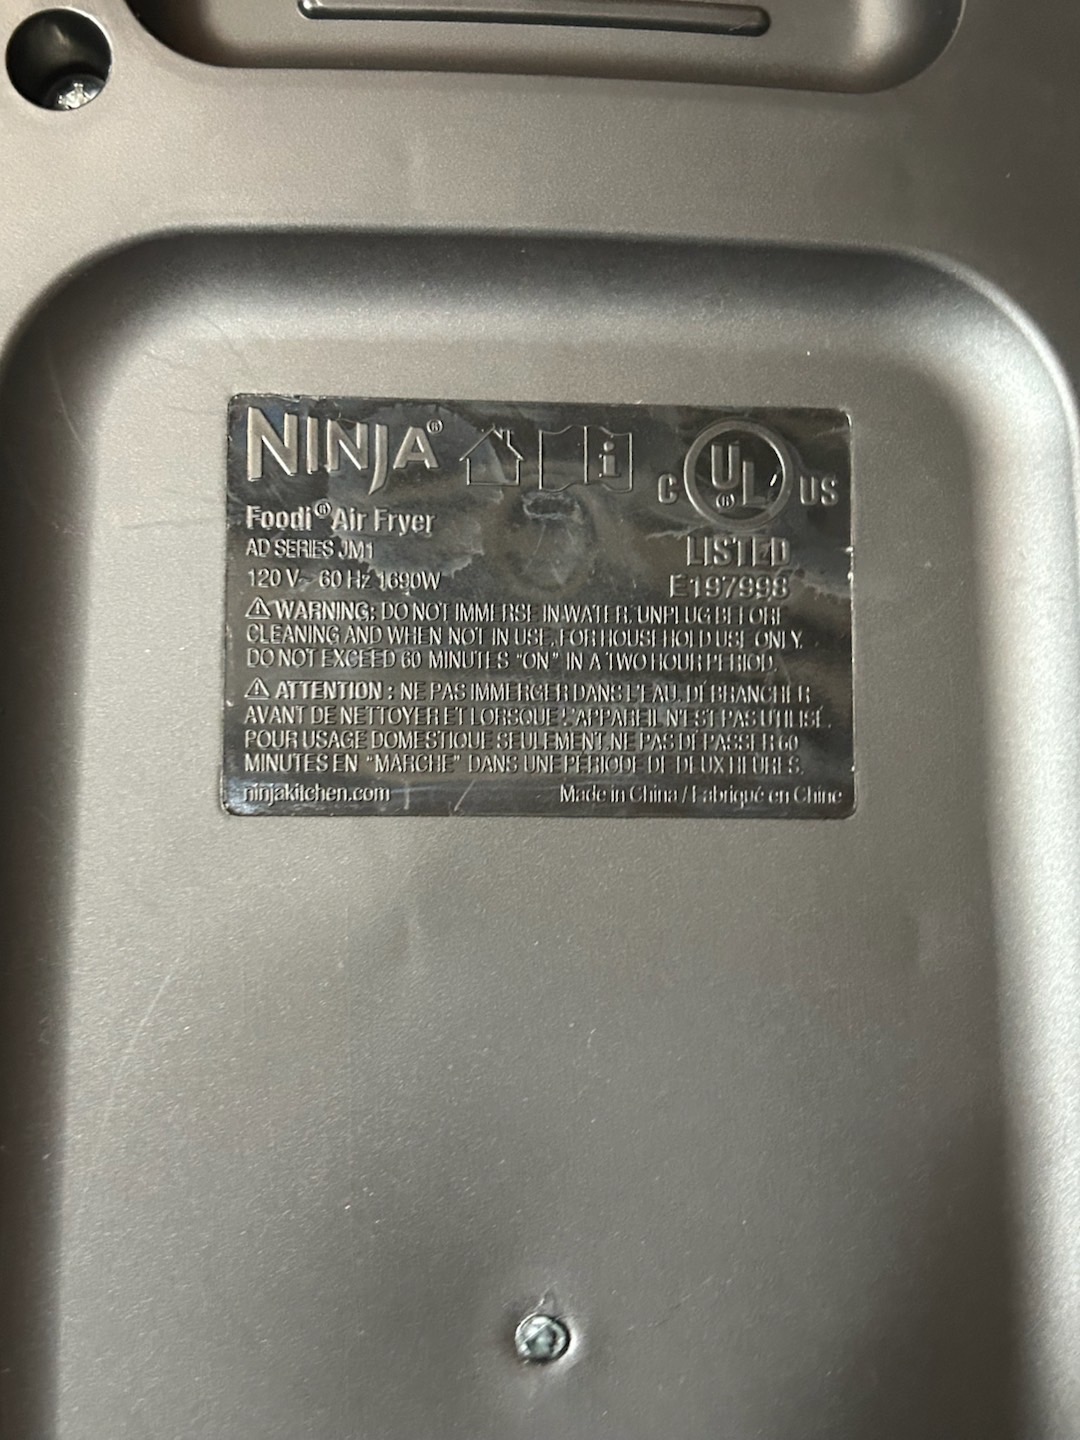 NINJA® i
C UL® US
Foodi® Air Fryer
LISTED
AD SERIES JM1
120 V~ 60 Hz 1690W
E197998
⚠ WARNING: DO NOT IMMERSE IN WATER. UNPLUG BEFORE
CLEANING AND WHEN NOT IN USE. FOR HOUSEHOLD USE ONLY.
DO NOT EXCEED 60 MINUTES "ON" IN A TWO HOUR PERIOD.
⚠ ATTENTION : NE PAS IMMERGER DANS L'EAU. DÉBRANCHER
AVANT DE NETTOYER ET LORSQUE L'APPAREIL N'EST PAS UTILISÉ.
POUR USAGE DOMESTIQUE SEULEMENT. NE PAS DÉPASSER 60
MINUTES EN "MARCHE" DANS UNE PÉRIODE DE DEUX HEURES.
ninjakitchen.com Made in China / Fabriqué en Chine